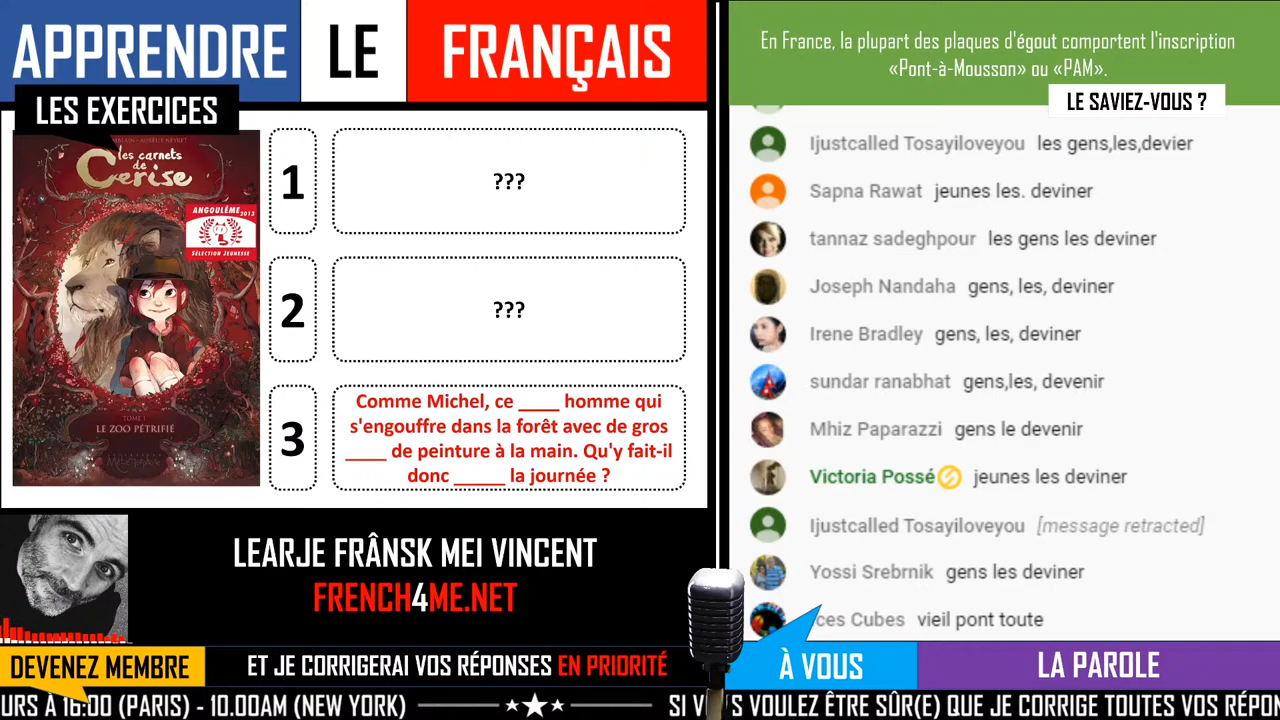 APPRENDRE LE FRANÇAIS
LES EXERCICES
AURÉLIE NEYRET
les carnets
de
Cerise
ANGOULÊME 2013
SÉLECTION JEUNESSE
TOME 1
LE ZOO PÉTRIFIÉ
1
???
2
???
3
Comme Michel, ce ____ homme qui
s'engouffre dans la forêt avec de gros
____ de peinture à la main. Qu'y fait-il
donc ______ la journée ?
LEARJE FRÂNSK MEI VINCENT
FRENCH4ME.NET
DEVENEZ MEMBRE
ET JE CORRIGERAI VOS RÉPONSES EN PRIORITÉ
En France, la plupart des plaques d'égout comportent l'inscription
«Pont-à-Mousson» ou «PAM».
LE SAVIEZ-VOUS ?
Ijustcalled Tosayiloveyou les gens,les,devier
Sapna Rawat jeunes les. deviner
tannaz sadeghpour les gens les deviner
Joseph Nandaha gens, les, deviner
Irene Bradley gens, les, deviner
sundar ranabhat gens,les, devenir
Mhiz Paparazzi gens le devenir
Victoria Possé jeunes les deviner
Ijustcalled Tosayiloveyou [message retracted]
Yossi Srebrnik gens les deviner
ces Cubes vieil pont toute
À VOUS
LA PAROLE
URS À 16:00 (PARIS) - 10.00AM (NEW YORK) SI V S VOULEZ ÊTRE SÛR(E) QUE JE CORRIGE TOUTES VOS RÉPON